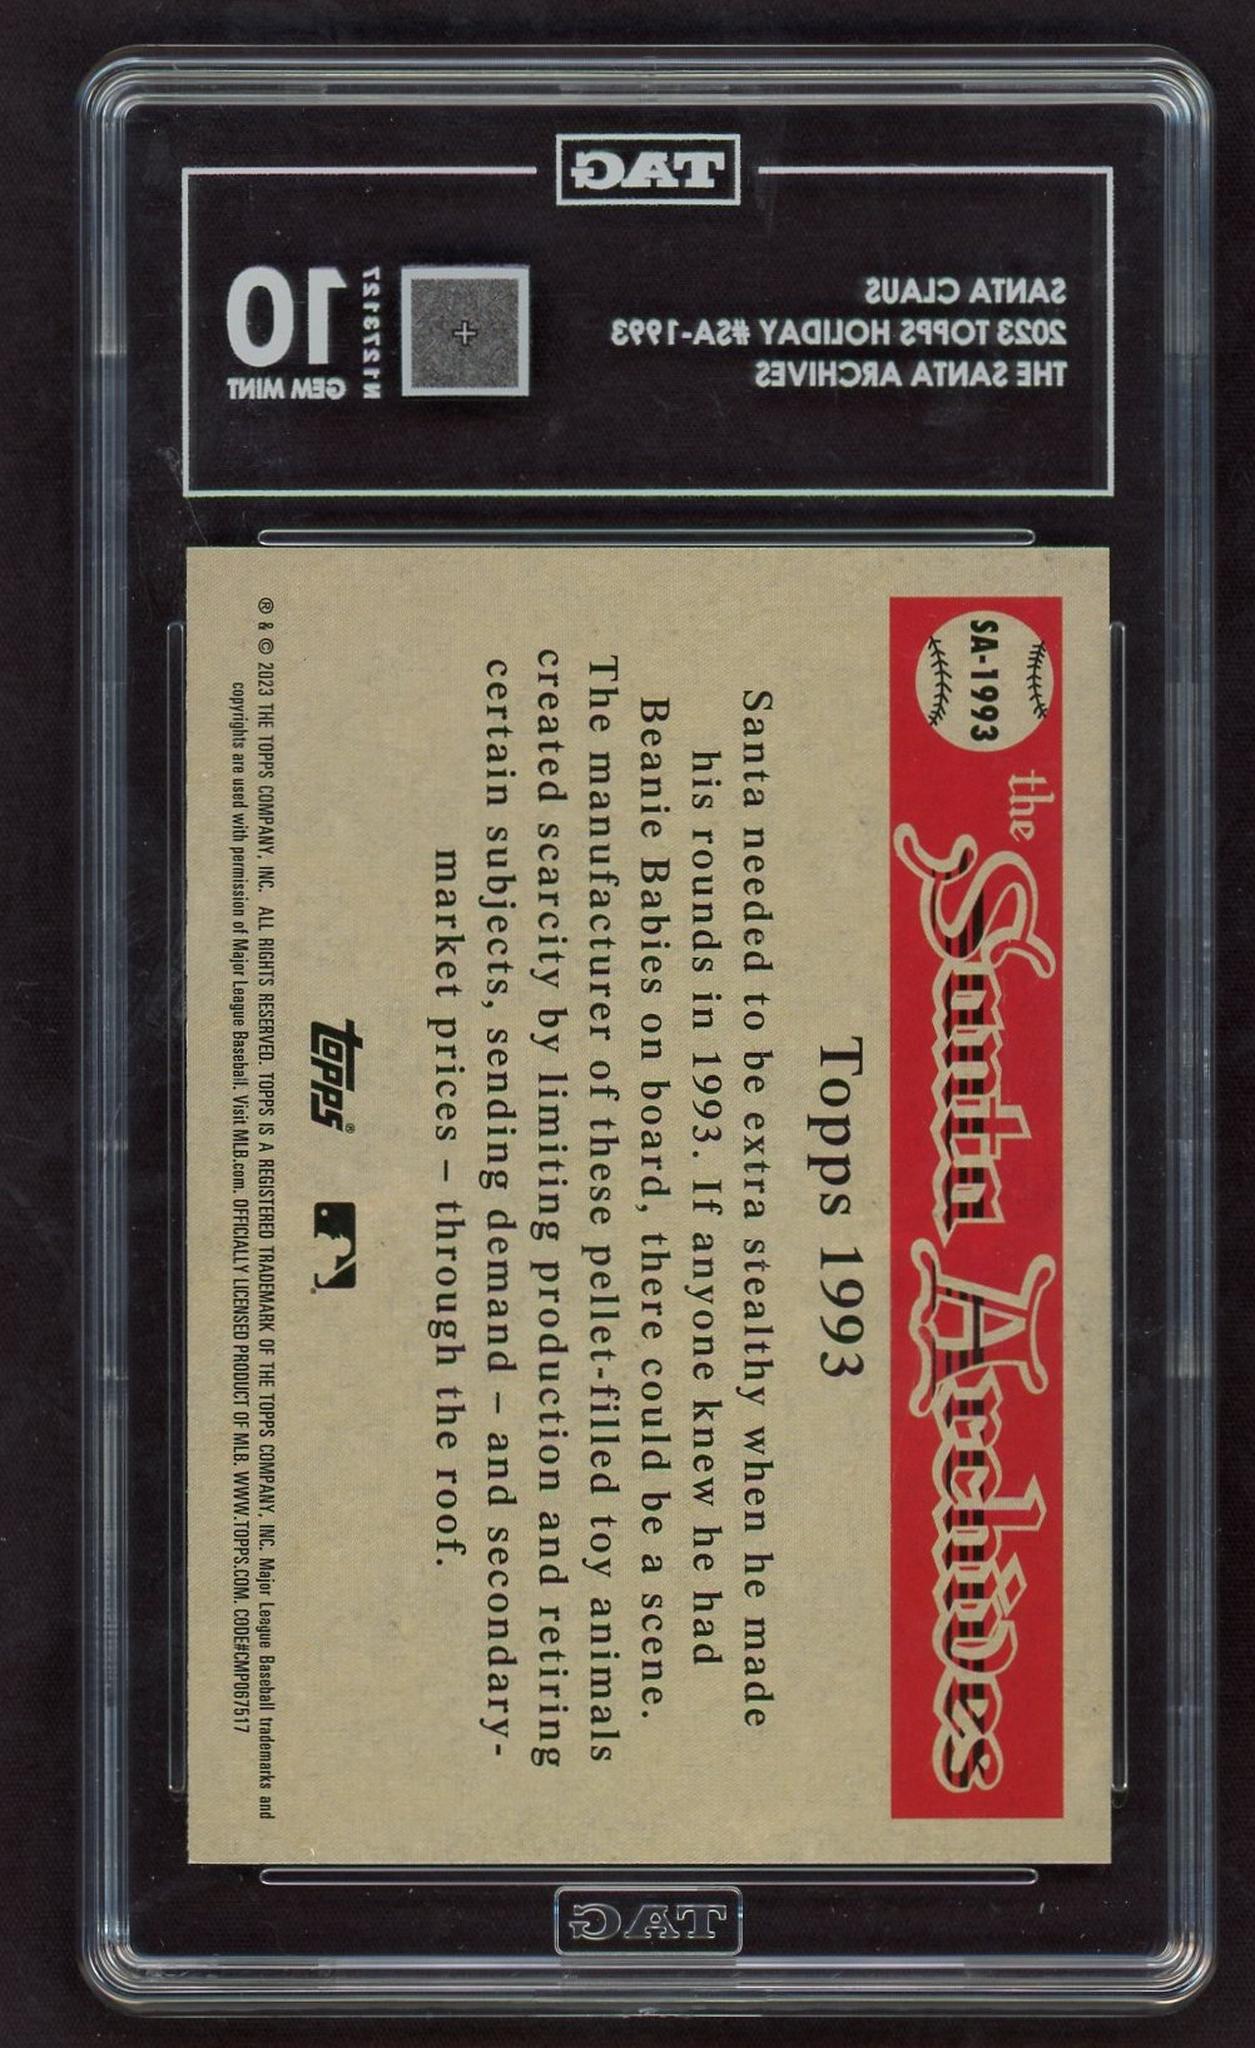 TAG
SANTA CLAUS
2023 TOPPS HOLIDAY #SA-1993
THE SANTA ARCHIVES
N2137217
10
GEM MINT
SA-1993
the Santa Archives
Topps 1993
Santa needed to be extra stealthy when he made
his rounds in 1993. If anyone knew he had
Beanie Babies on board, there could be a scene.
The manufacturer of these pellet-filled toy animals
created scarcity by limiting production and retiring
certain subjects, sending demand – and secondary-
market prices – through the roof.
topps®
® & © 2023 THE TOPPS COMPANY, INC. ALL RIGHTS RESERVED. TOPPS IS A REGISTERED TRADEMARK OF THE TOPPS COMPANY, INC. Major League Baseball trademarks and
copyrights are used with permission of Major League Baseball. Visit MLB.com. OFFICIALLY LICENSED PRODUCT OF MLB. WWW.TOPPS.COM. CODE#CMP067517
TAG